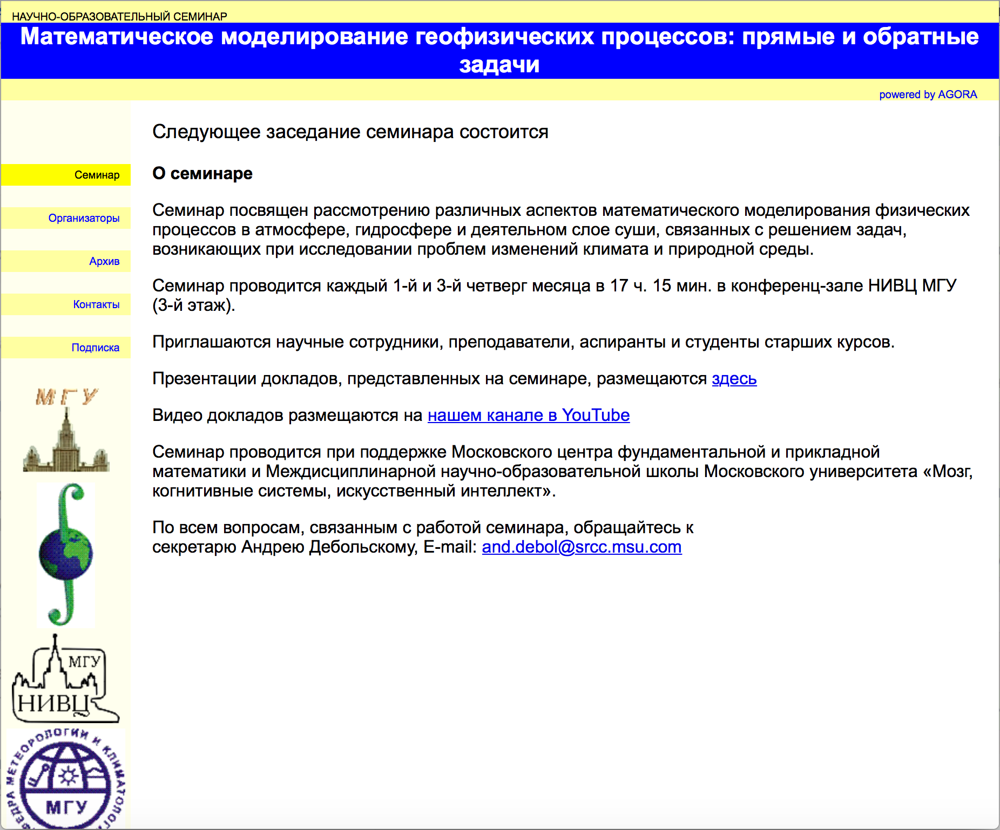 НАУЧНО-ОБРАЗОВАТЕЛЬНЫЙ СЕМИНАР
Математическое моделирование геофизических процессов: прямые и обратные
задачи
powered by AGORA
Следующее заседание семинара состоится
Семинар
Организаторы
Архив
Контакты
Подписка
МГУ
МГУ
НИВЦ
КАФЕДРА МЕТЕОРОЛОГИИ И КЛИМАТОЛОГИИ
МГУ
О семинаре
Семинар посвящен рассмотрению различных аспектов математического моделирования физических
процессов в атмосфере, гидросфере и деятельном слое суши, связанных с решением задач,
возникающих при исследовании проблем изменений климата и природной среды.
Семинар проводится каждый 1-й и 3-й четверг месяца в 17 ч. 15 мин. в конференц-зале НИВЦ МГУ
(3-й этаж).
Приглашаются научные сотрудники, преподаватели, аспиранты и студенты старших курсов.
Презентации докладов, представленных на семинаре, размещаются здесь
Видео докладов размещаются на нашем канале в YouTube
Семинар проводится при поддержке Московского центра фундаментальной и прикладной
математики и Междисциплинарной научно-образовательной школы Московского университета «Мозг,
когнитивные системы, искусственный интеллект».
По всем вопросам, связанным с работой семинара, обращайтесь к
секретарю Андрею Дебольскому, E-mail: and.debol@srcc.msu.com